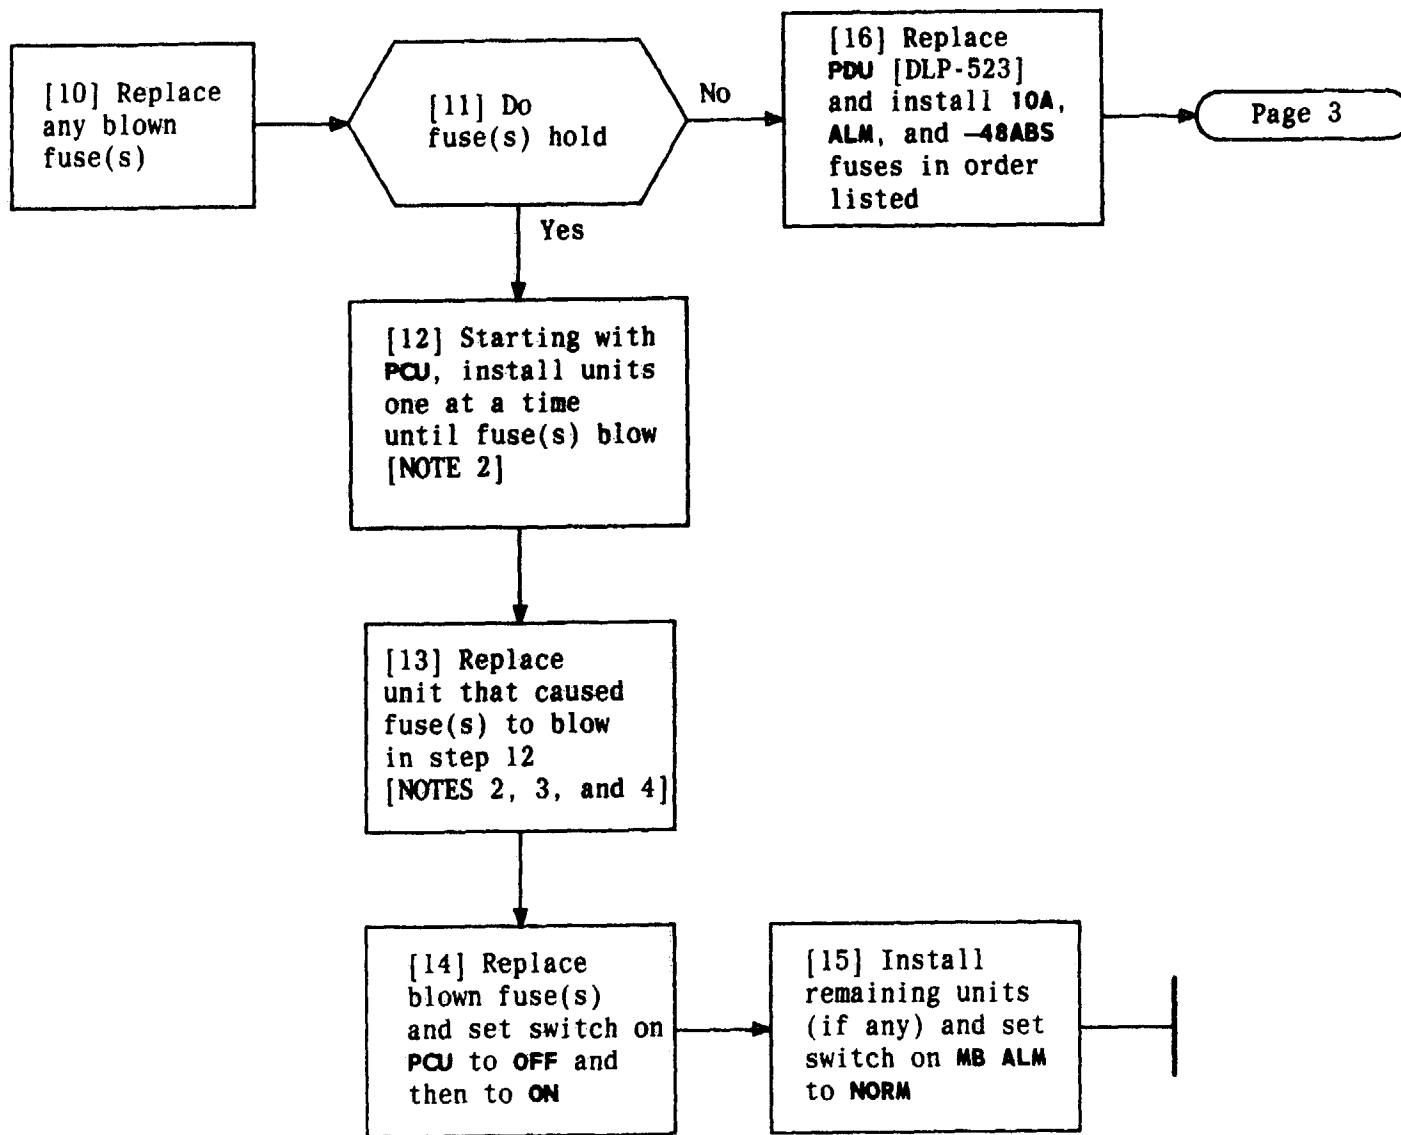 [10] Replace
any blown
fuse(s)
[11] Do
fuse(s) hold
No
[16] Replace
PDU [DLP-523]
and install 10A,
ALM, and —48ABS
fuses in order
listed
Page 3
Yes
[12] Starting with
PCU, install units
one at a time
until fuse(s) blow
[NOTE 2]
[13] Replace
unit that caused
fuse(s) to blow
in step 12
[NOTES 2, 3, and 4]
[14] Replace
blown fuse(s)
and set switch on
PCU to OFF and
then to ON
[15] Install
remaining units
(if any) and set
switch on MB ALM
to NORM